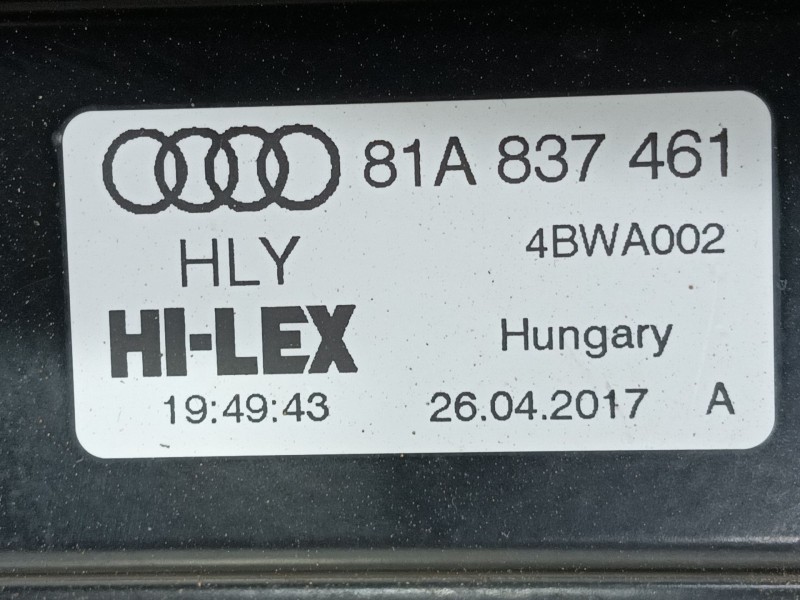 81A 837 461
HLY 4BWA002
HI-LEX Hungary
19:49:43 26.04.2017 A